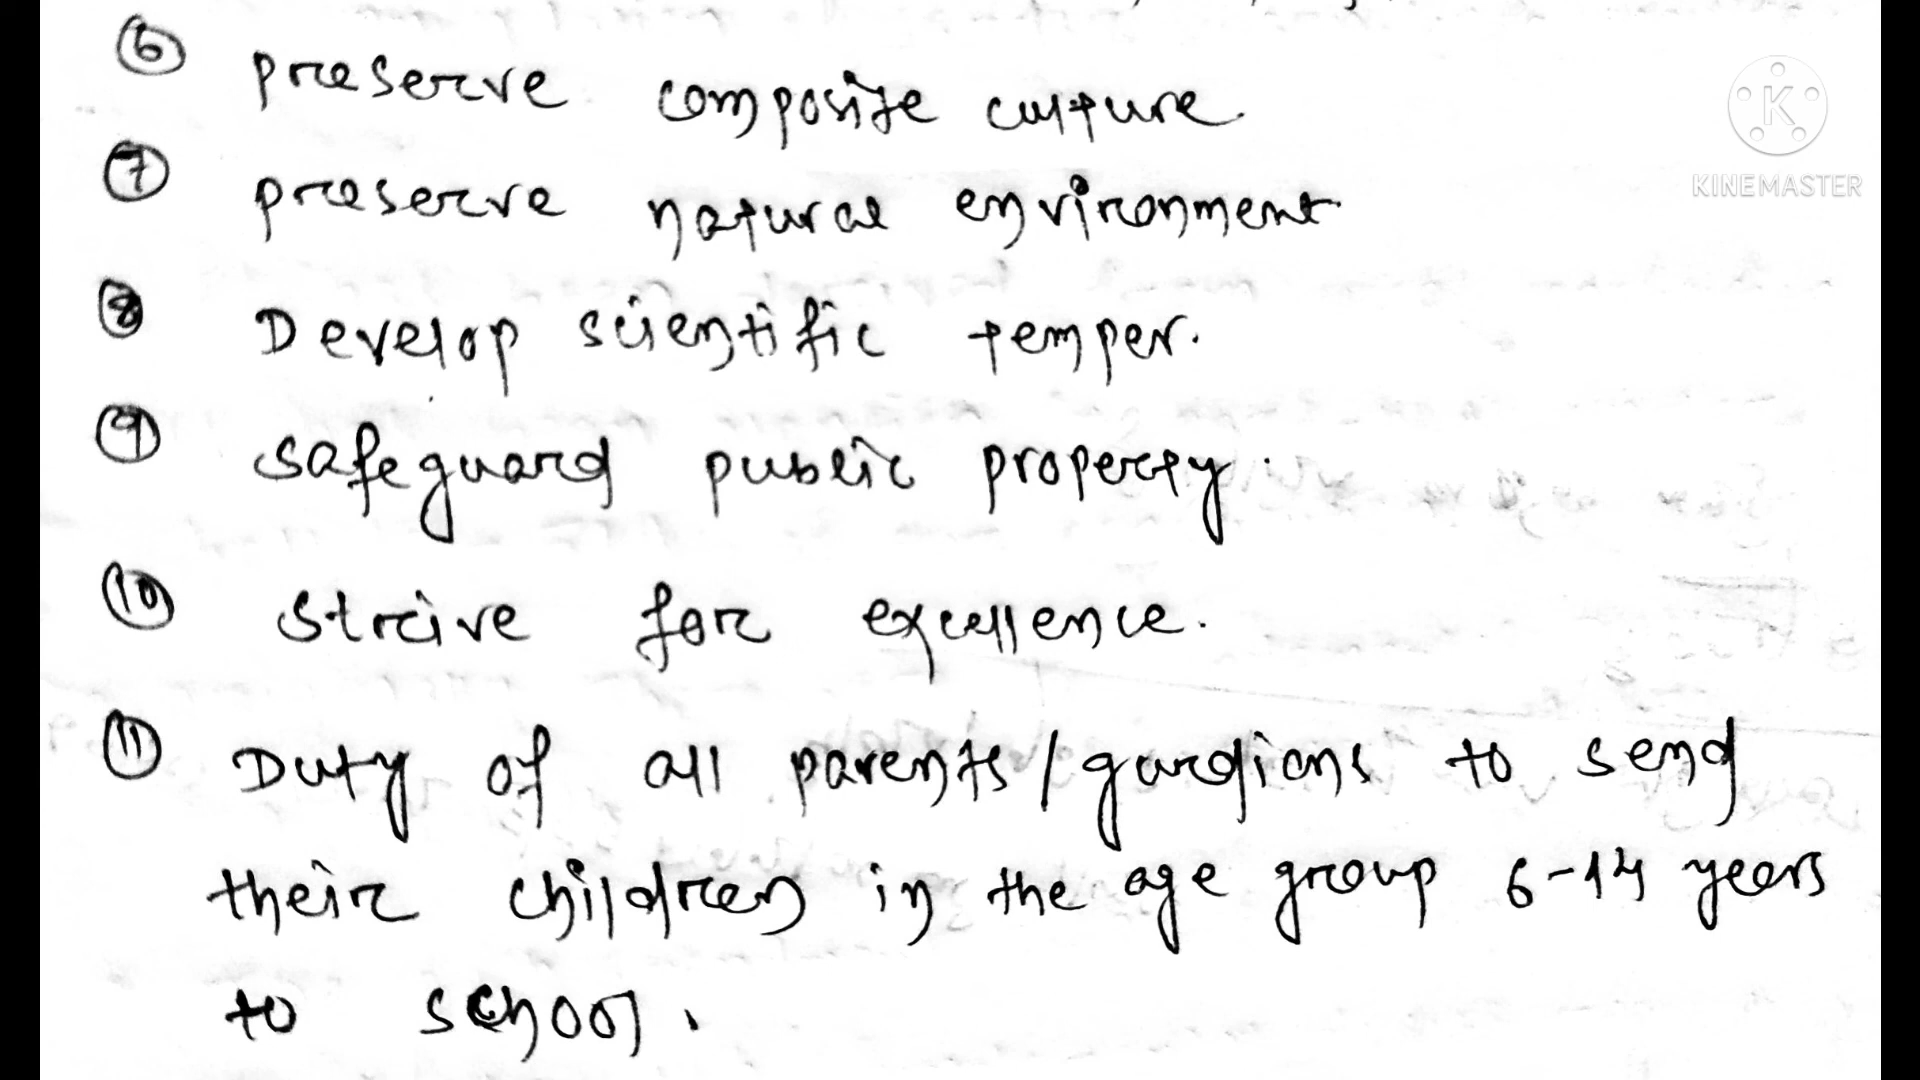 ⑥ preserve composite culture.
⑦ preserve natural environment.
⑧ Develop scientific temper.
⑨ safeguard public property.
⑩ strive for excellence.
⑪ Duty of all parents/gardians to send
their children in the age group 6-14 years
to school.
KINEMASTER